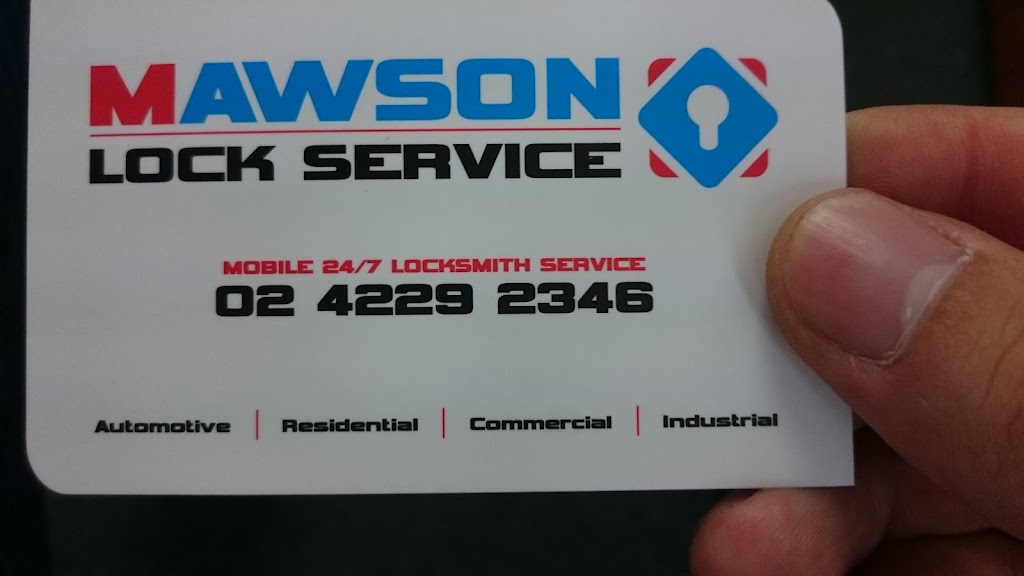 MAWSON
LOCK SERVICE
MOBILE 24/7 LOCKSMITH SERVICE
02 4229 2346
Automotive | Residential | Commercial | Industrial